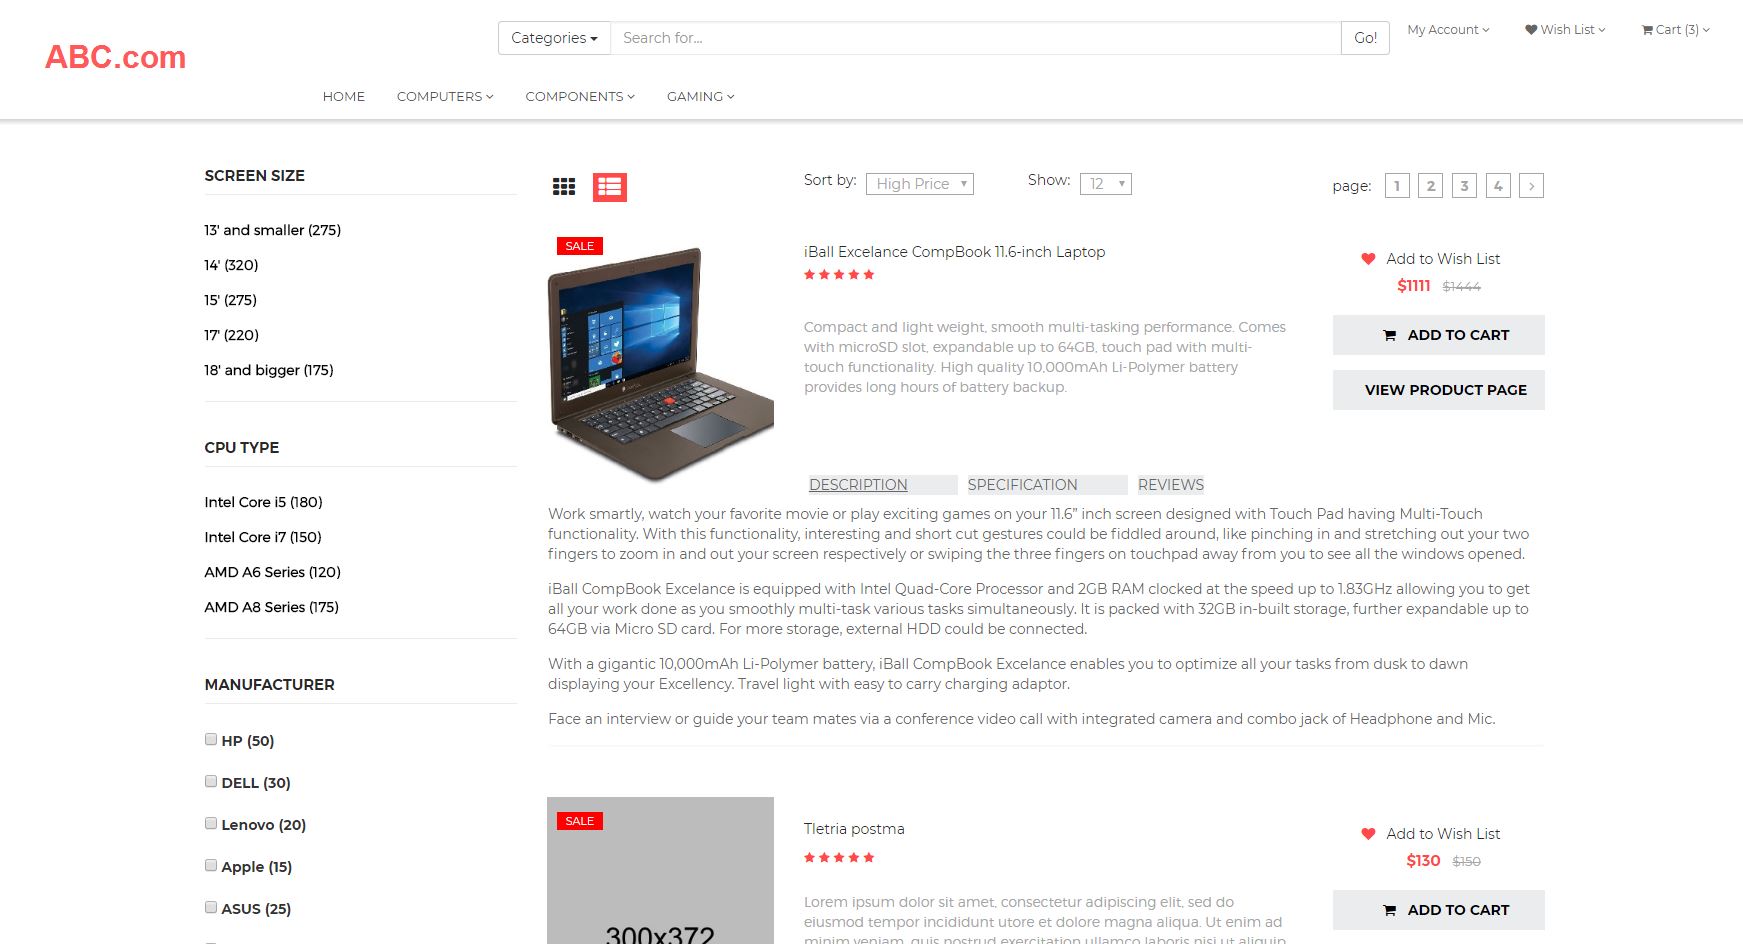 ABC.com
Categories
Search for...
Go!
My Account
Wish List
Cart (3)
HOME
COMPUTERS
COMPONENTS
GAMING
SCREEN SIZE
13' and smaller (275)
14' (320)
15' (275)
17' (220)
18' and bigger (175)
CPU TYPE
Intel Core i5 (180)
Intel Core i7 (150)
AMD A6 Series (120)
AMD A8 Series (175)
MANUFACTURER
HP (50)
DELL (30)
Lenovo (20)
Apple (15)
ASUS (25)
Sort by: High Price
Show: 12
page: 1 2 3 4 >
SALE
iBall Excelance CompBook 11.6-inch Laptop
Compact and light weight, smooth multi-tasking performance. Comes
with microSD slot, expandable up to 64GB, touch pad with multi-
touch functionality. High quality 10,000mAh Li-Polymer battery
provides long hours of battery backup.
Add to Wish List
$1111 $1444
ADD TO CART
VIEW PRODUCT PAGE
DESCRIPTION
SPECIFICATION
REVIEWS
Work smartly, watch your favorite movie or play exciting games on your 11.6” inch screen designed with Touch Pad having Multi-Touch
functionality. With this functionality, interesting and short cut gestures could be fiddled around, like pinching in and stretching out your two
fingers to zoom in and out your screen respectively or swiping the three fingers on touchpad away from you to see all the windows opened.
iBall CompBook Excelance is equipped with Intel Quad-Core Processor and 2GB RAM clocked at the speed up to 1.83GHz allowing you to get
all your work done as you smoothly multi-task various tasks simultaneously. It is packed with 32GB in-built storage, further expandable up to
64GB via Micro SD card. For more storage, external HDD could be connected.
With a gigantic 10,000mAh Li-Polymer battery, iBall CompBook Excelance enables you to optimize all your tasks from dusk to dawn
displaying your Excellency. Travel light with easy to carry charging adaptor.
Face an interview or guide your team mates via a conference video call with integrated camera and combo jack of Headphone and Mic.
SALE
300x372
Tletria postma
Lorem ipsum dolor sit amet, consectetur adipiscing elit, sed do
eiusmod tempor incididunt utore et dolore magna aliqua. Ut enim ad
minim veniam, quis nostrud exercitation ullamco laboris nisi ut aliquip
Add to Wish List
$130 $150
ADD TO CART